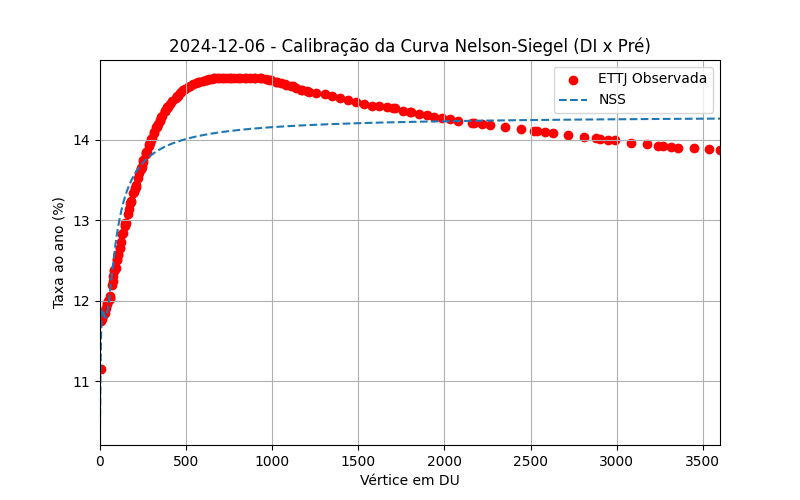 2024-12-06 - Calibração da Curva Nelson-Siegel (DI x Pré)
ETTJ Observada
NSS
Taxa ao ano (%)
14
13
12
11
0 500 1000 1500 2000 2500 3000 3500
Vértice em DU